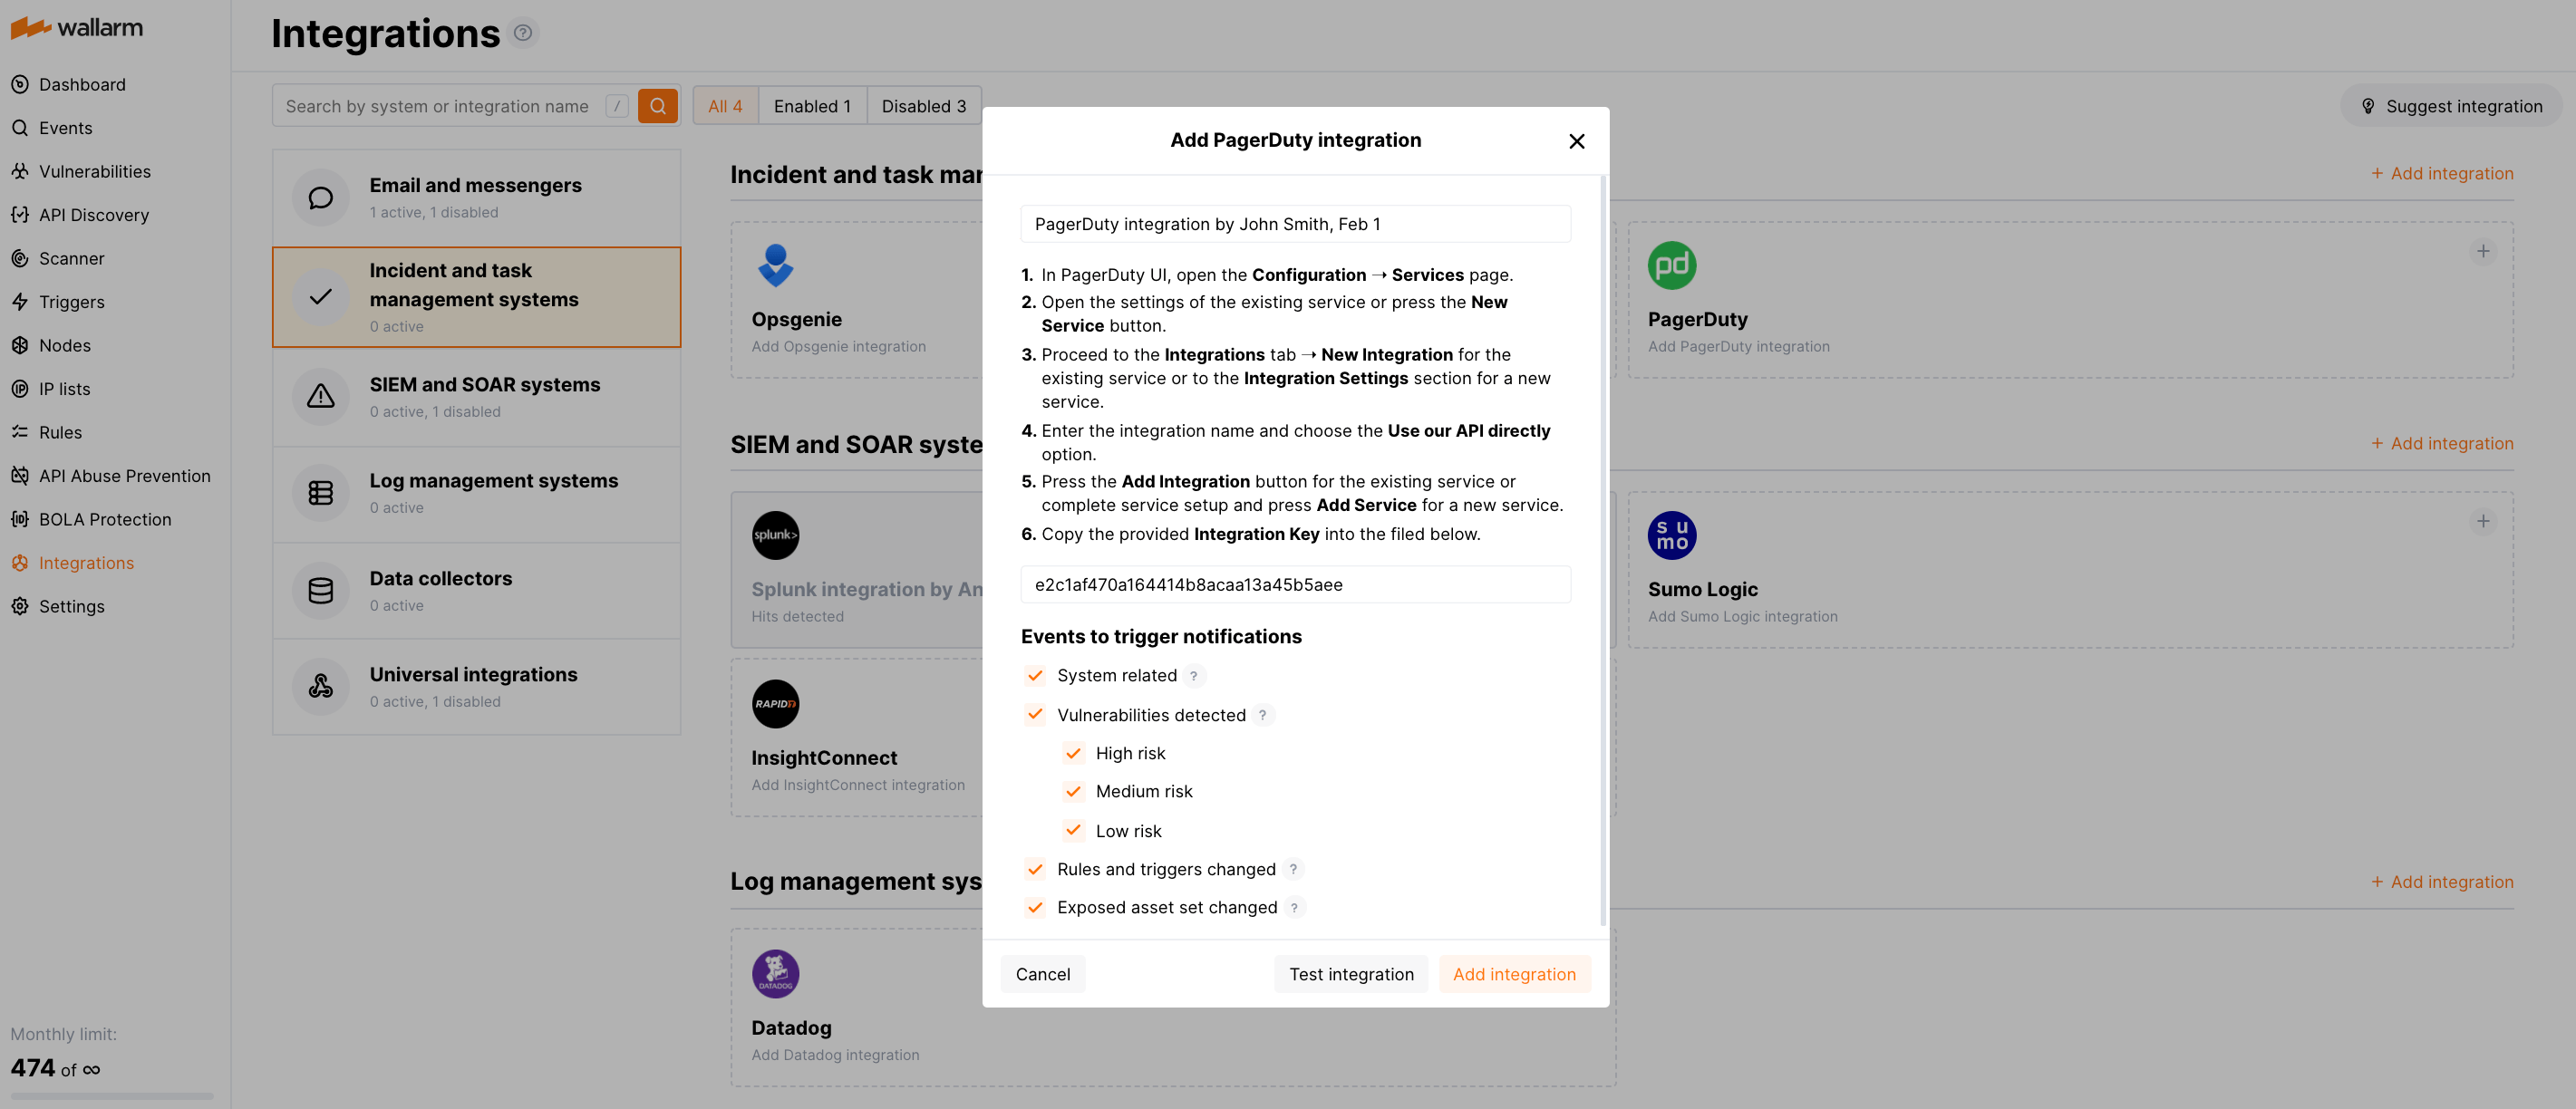 wallarm
Dashboard
Events
Vulnerabilities
API Discovery
Scanner
Triggers
Nodes
IP lists
Rules
API Abuse Prevention
BOLA Protection
Integrations
Settings
Monthly limit:
474 of ∞
Integrations ?
Search by system or integration name /
All 4 Enabled 1 Disabled 3
Suggest integration
Email and messengers
1 active, 1 disabled
Incident and task
management systems
0 active
SIEM and SOAR systems
0 active, 1 disabled
Log management systems
0 active
Data collectors
0 active
Universal integrations
0 active, 1 disabled
Incident and task mar
+ Add integration
Opsgenie
Add Opsgenie integration
pd
PagerDuty
Add PagerDuty integration
SIEM and SOAR syste
+ Add integration
splunk>
Splunk integration by An
Hits detected
su
mo
Sumo Logic
Add Sumo Logic integration
RAPID7
InsightConnect
Add InsightConnect integration
Log management sys
+ Add integration
DATADOG
Datadog
Add Datadog integration
Add PagerDuty integration
PagerDuty integration by John Smith, Feb 1
1. In PagerDuty UI, open the Configuration → Services page.
2. Open the settings of the existing service or press the New
Service button.
3. Proceed to the Integrations tab → New Integration for the
existing service or to the Integration Settings section for a new
service.
4. Enter the integration name and choose the Use our API directly
option.
5. Press the Add Integration button for the existing service or
complete service setup and press Add Service for a new service.
6. Copy the provided Integration Key into the filed below.
e2c1af470a164414b8acaa13a45b5aee
Events to trigger notifications
System related ?
Vulnerabilities detected ?
High risk
Medium risk
Low risk
Rules and triggers changed ?
Exposed asset set changed ?
Cancel
Test integration
Add integration